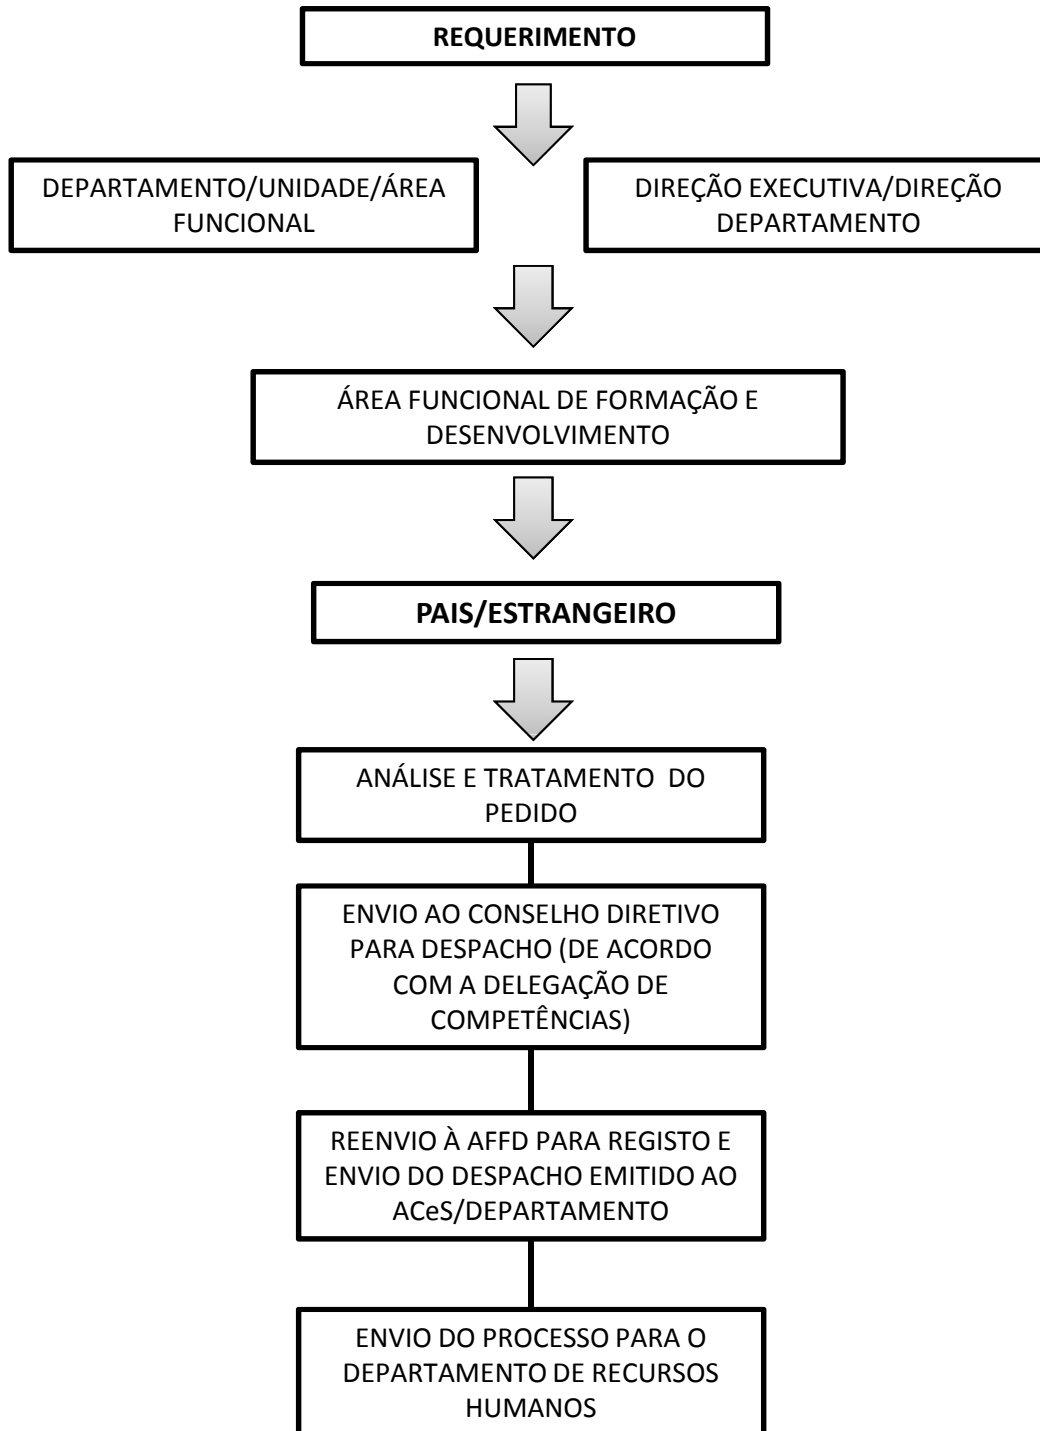 REQUERIMENTO
DEPARTAMENTO/UNIDADE/ÁREA
FUNCIONAL
DIREÇÃO EXECUTIVA/DIREÇÃO
DEPARTAMENTO
ÁREA FUNCIONAL DE FORMAÇÃO E
DESENVOLVIMENTO
PAIS/ESTRANGEIRO
ANÁLISE E TRATAMENTO DO
PEDIDO
ENVIO AO CONSELHO DIRETIVO
PARA DESPACHO (DE ACORDO
COM A DELEGAÇÃO DE
COMPETÊNCIAS)
REENVIO À AFFD PARA REGISTO E
ENVIO DO DESPACHO EMITIDO AO
ACeS/DEPARTAMENTO
ENVIO DO PROCESSO PARA O
DEPARTAMENTO DE RECURSOS
HUMANOS